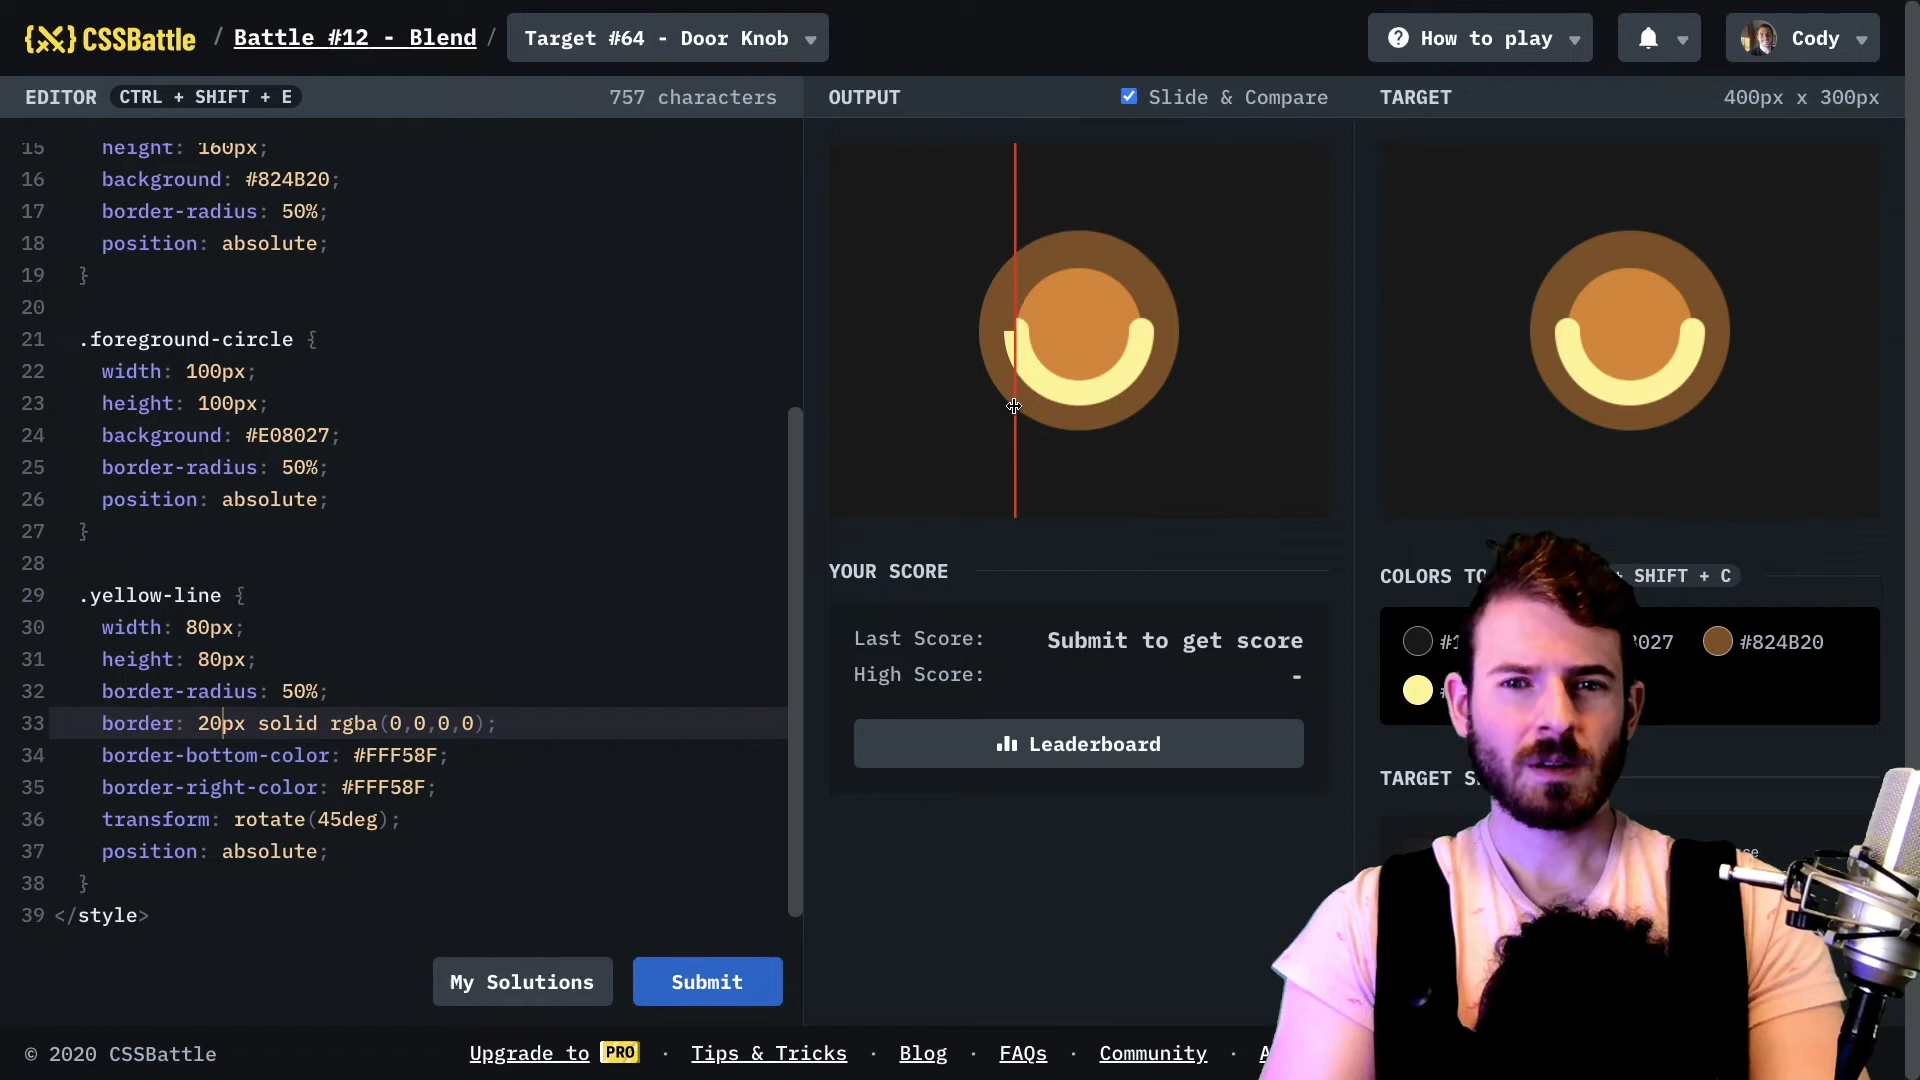 {X} CSSBattle / Battle #12 - Blend / Target #64 - Door Knob
How to play
Cody
EDITOR CTRL + SHIFT + E 757 characters
OUTPUT Slide & Compare
TARGET 400px x 300px
15 height: 160px;
16 background: #824B20;
17 border-radius: 50%;
18 position: absolute;
19 }
20
21 .foreground-circle {
22 width: 100px;
23 height: 100px;
24 background: #E08027;
25 border-radius: 50%;
26 position: absolute;
27 }
28
29 .yellow-line {
30 width: 80px;
31 height: 80px;
32 border-radius: 50%;
33 border: 20px solid rgba(0,0,0,0);
34 border-bottom-color: #FFF58F;
35 border-right-color: #FFF58F;
36 transform: rotate(45deg);
37 position: absolute;
38 }
39 </style>
My Solutions
Submit
YOUR SCORE
Last Score: Submit to get score
High Score: -
Leaderboard
COLORS TO + SHIFT + C
#824B20
© 2020 CSSBattle
Upgrade to PRO · Tips & Tricks · Blog · FAQs · Community ·